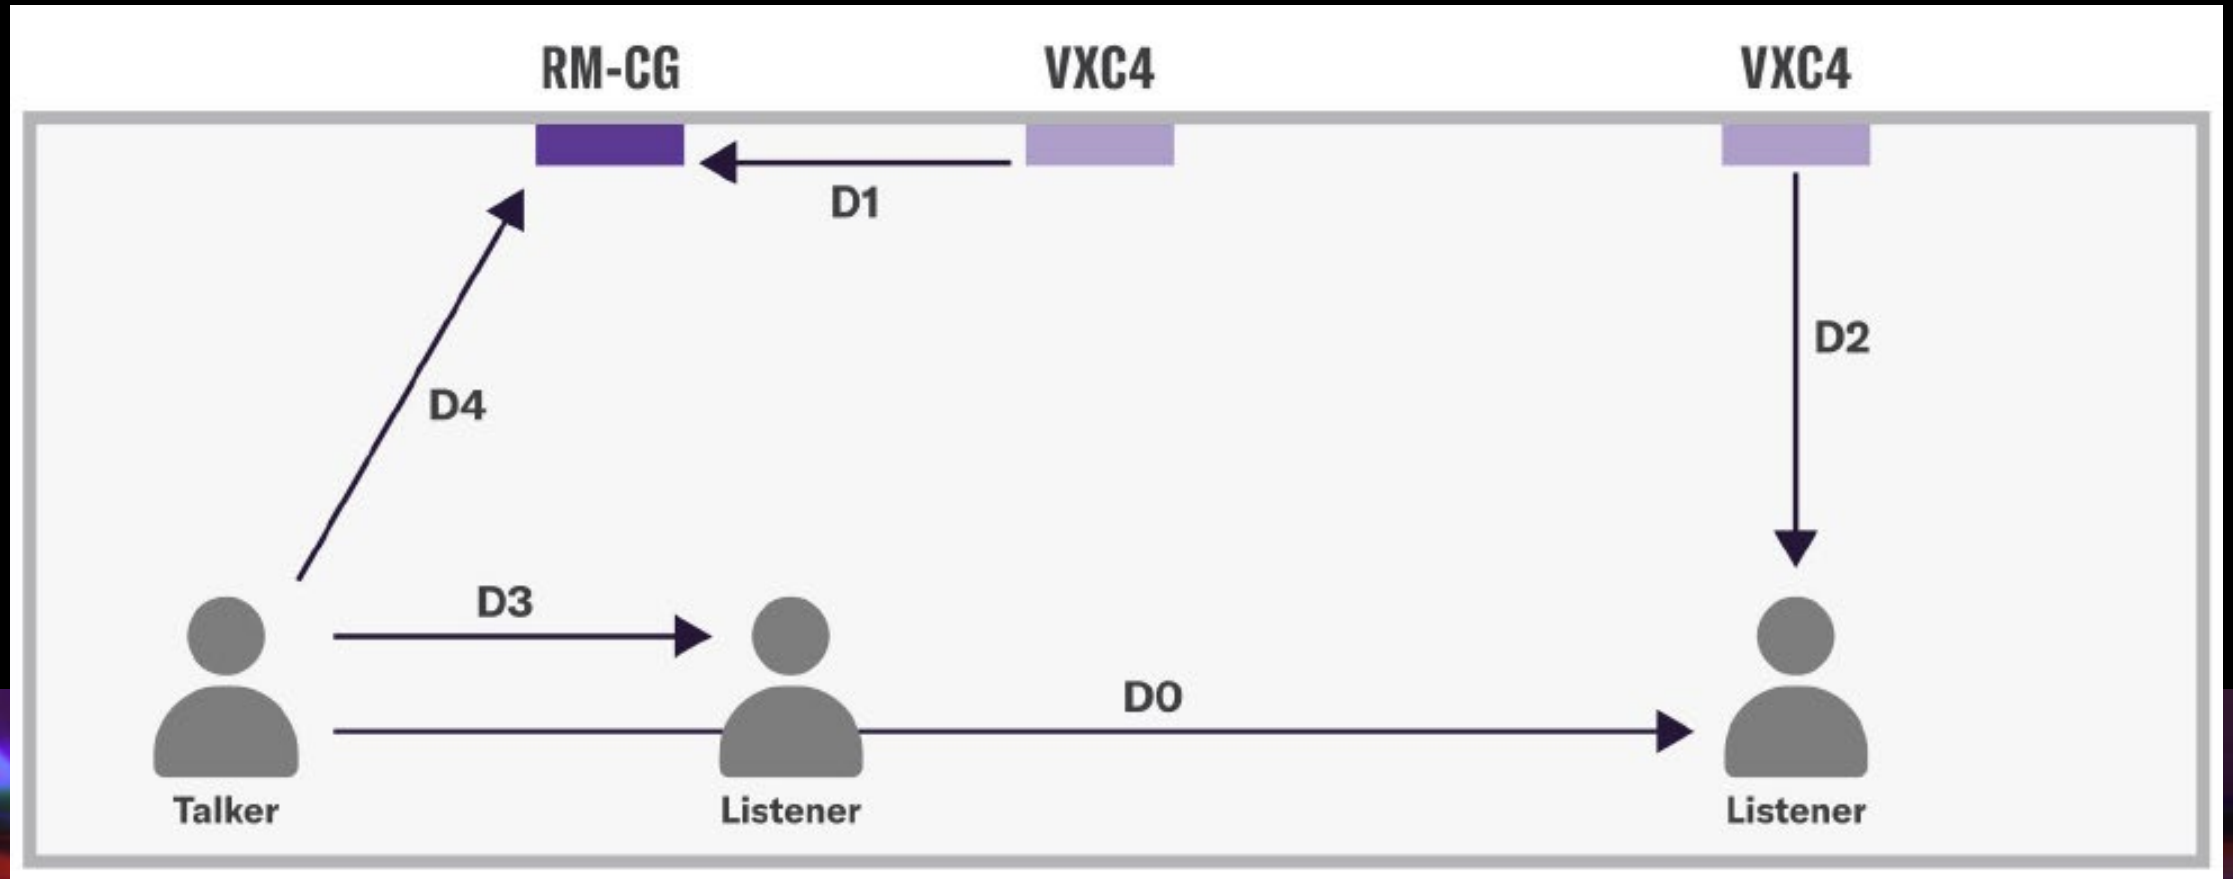 RM-CG VXC4 VXC4
D1
D2
D4
D3
D0
Talker Listener Listener